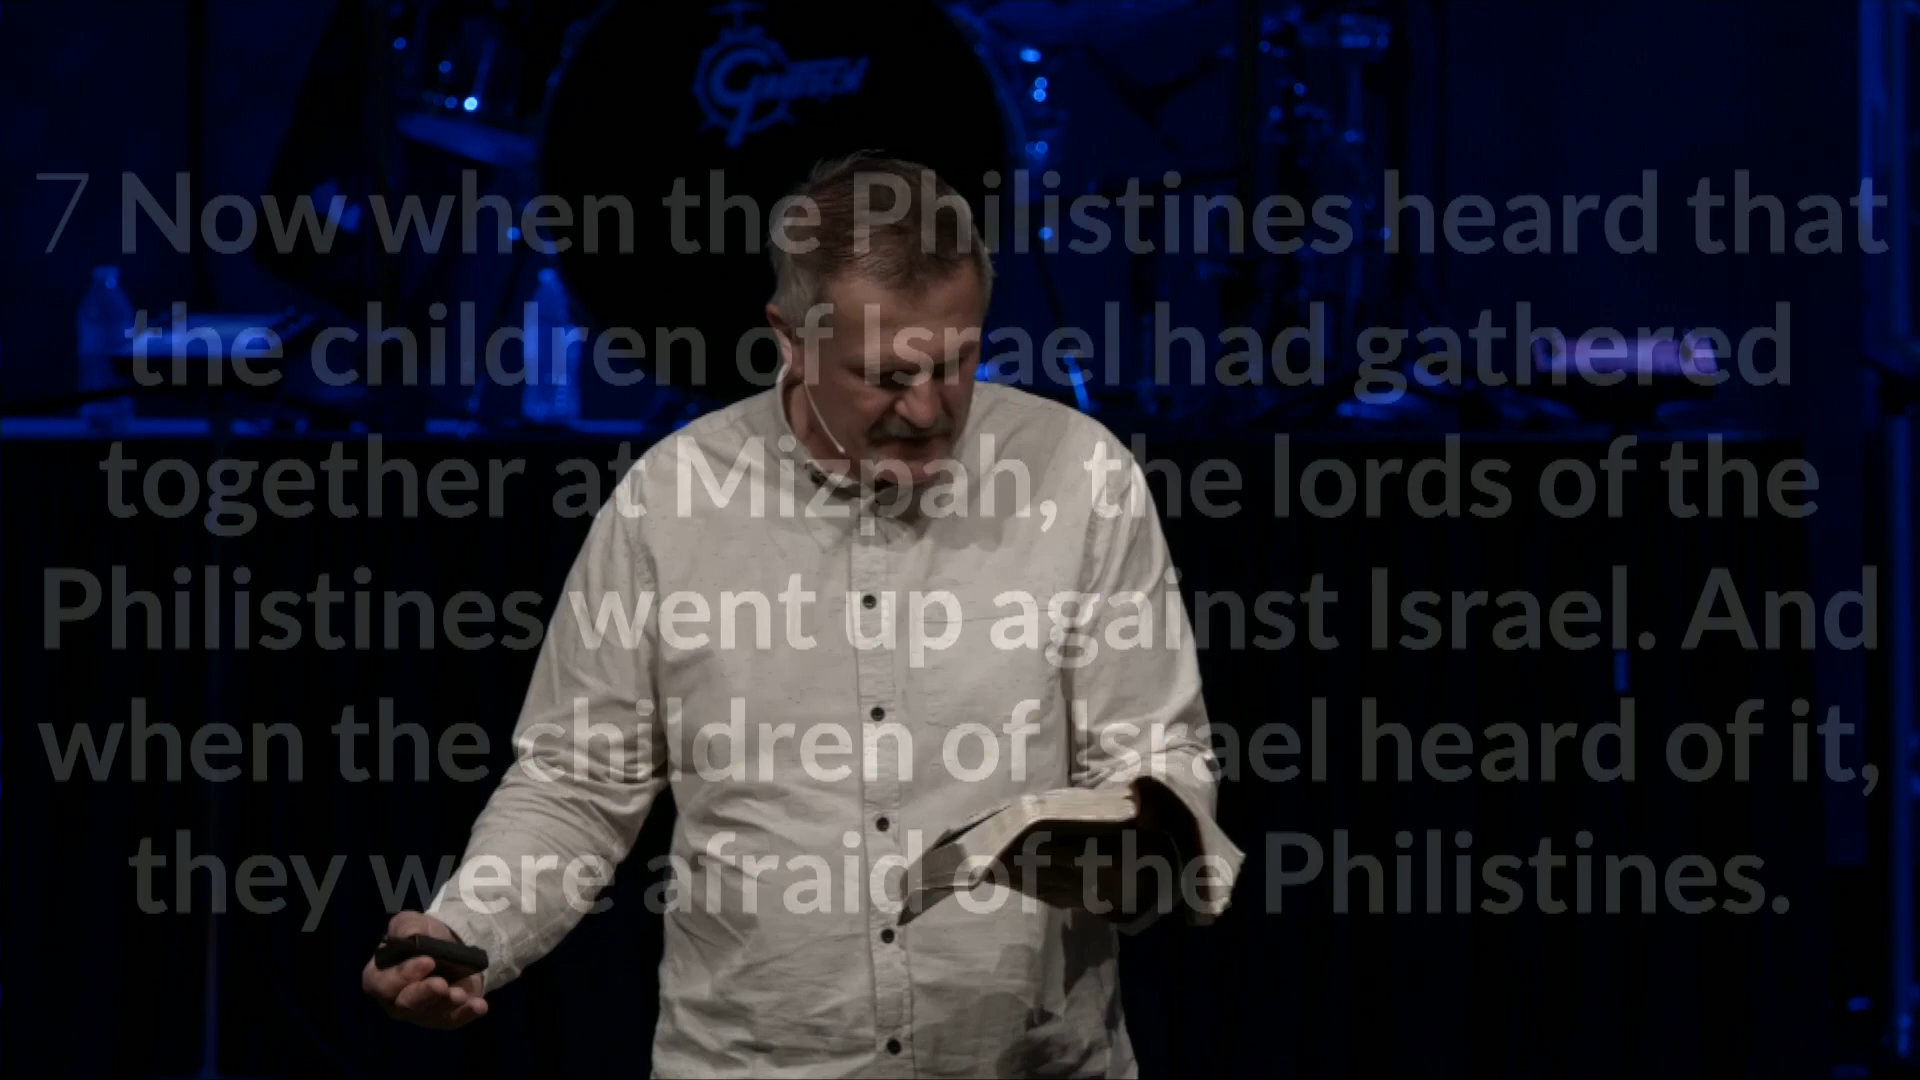 Gretsch
7 Now when the Philistines heard that
the children of Israel had gathered
together at Mizpah, the lords of the
Philistines went up against Israel. And
when the children of Israel heard of it,
they were afraid of the Philistines.